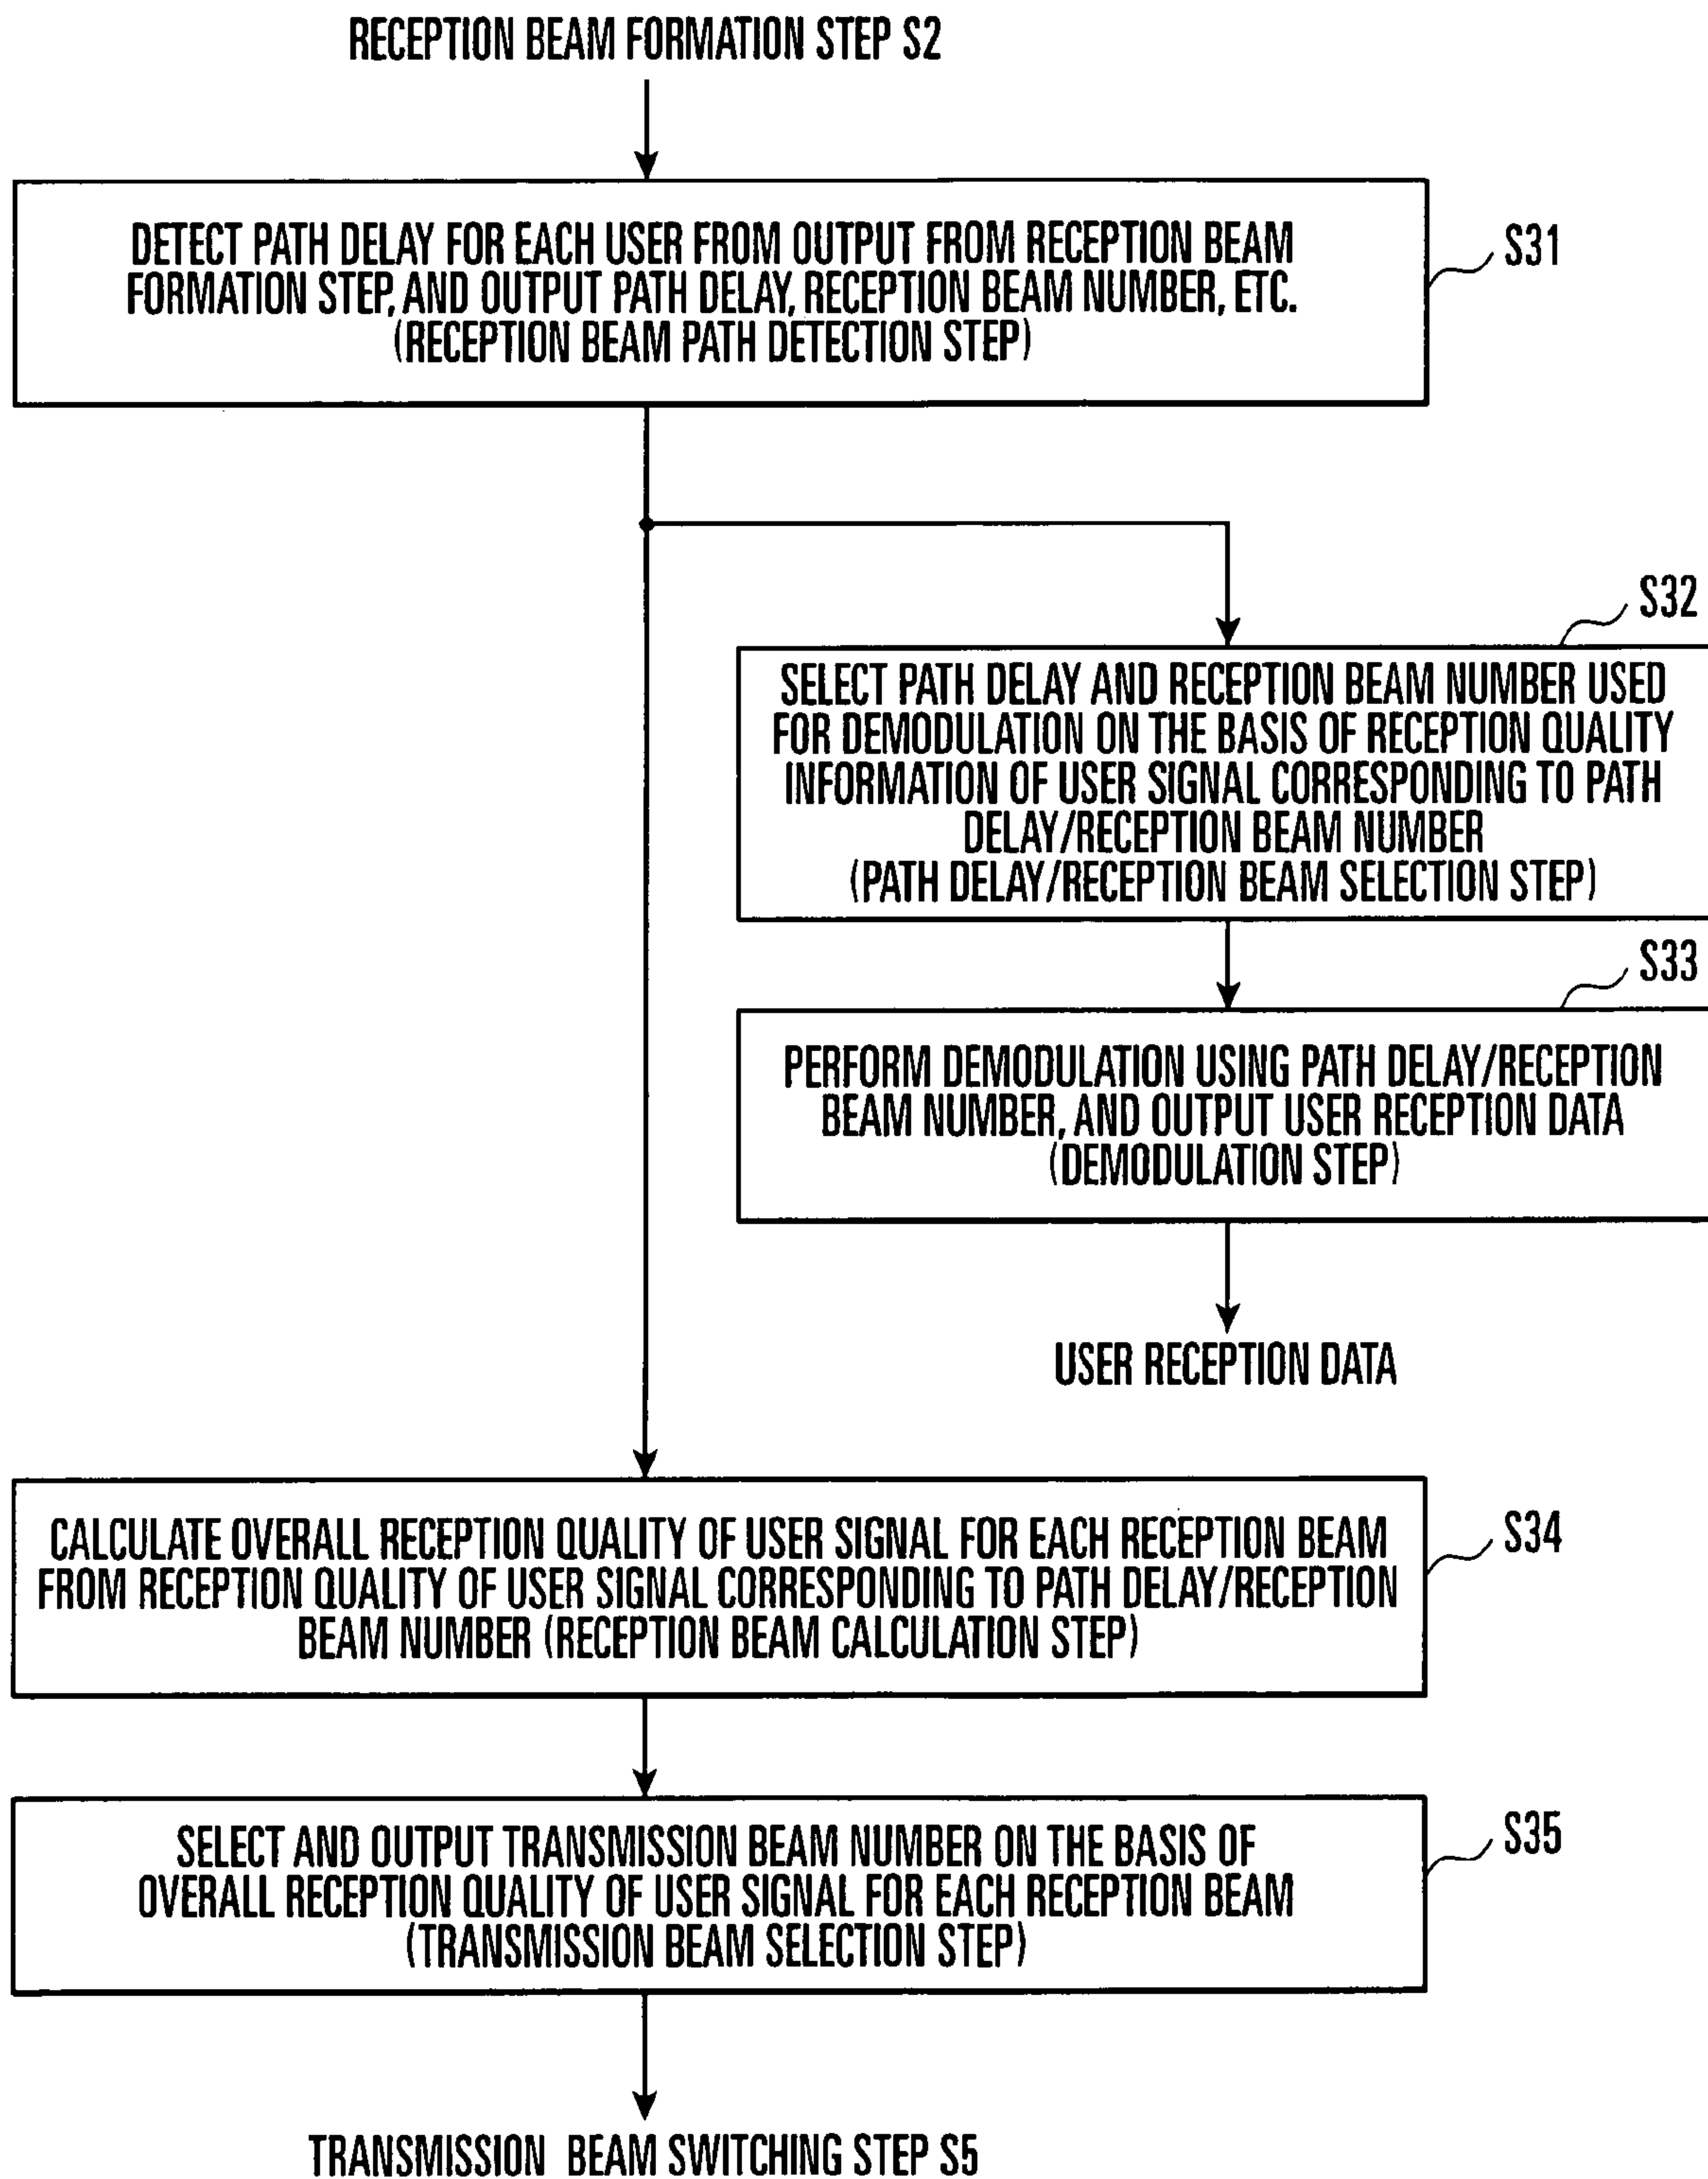 RECEPTION BEAM FORMATION STEP S2
DETECT PATH DELAY FOR EACH USER FROM OUTPUT FROM RECEPTION BEAM
FORMATION STEP, AND OUTPUT PATH DELAY, RECEPTION BEAM NUMBER, ETC.
(RECEPTION BEAM PATH DETECTION STEP)
S31
S32
SELECT PATH DELAY AND RECEPTION BEAM NUMBER USED
FOR DEMODULATION ON THE BASIS OF RECEPTION QUALITY
INFORMATION OF USER SIGNAL CORRESPONDING TO PATH
DELAY/RECEPTION BEAM NUMBER
(PATH DELAY/RECEPTION BEAM SELECTION STEP)
S33
PERFORM DEMODULATION USING PATH DELAY/RECEPTION
BEAM NUMBER, AND OUTPUT USER RECEPTION DATA
(DEMODULATION STEP)
USER RECEPTION DATA
CALCULATE OVERALL RECEPTION QUALITY OF USER SIGNAL FOR EACH RECEPTION BEAM
FROM RECEPTION QUALITY OF USER SIGNAL CORRESPONDING TO PATH DELAY/RECEPTION
BEAM NUMBER (RECEPTION BEAM CALCULATION STEP)
S34
SELECT AND OUTPUT TRANSMISSION BEAM NUMBER ON THE BASIS OF
OVERALL RECEPTION QUALITY OF USER SIGNAL FOR EACH RECEPTION BEAM
(TRANSMISSION BEAM SELECTION STEP)
S35
TRANSMISSION BEAM SWITCHING STEP S5